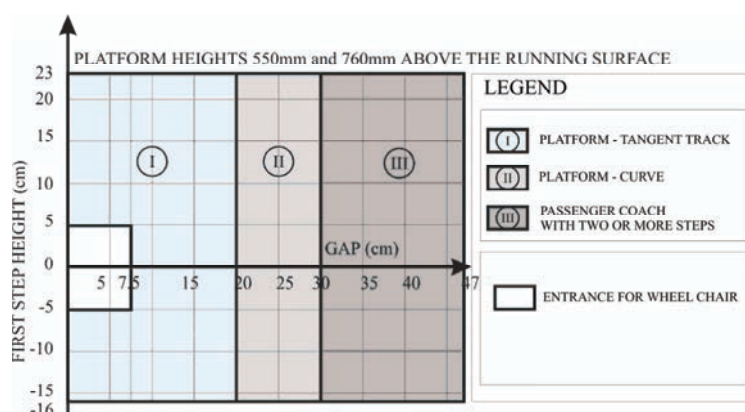 PLATFORM HEIGHTS 550mm and 760mm ABOVE THE RUNNING SURFACE
FIRST STEP HEIGHT (cm)
23
20
15
10
5
0
-5
-10
-15
-16
I
II
III
GAP (cm)
5 7.5 15 20 25 30 35 40 47
LEGEND
I PLATFORM - TANGENT TRACK
II PLATFORM - CURVE
III PASSENGER COACH
WITH TWO OR MORE STEPS
ENTRANCE FOR WHEEL CHAIR